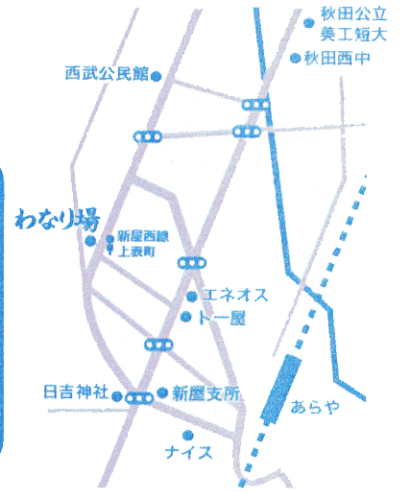 秋田公立
美工短大
秋田西中
西武公民館
わなり場
新屋西線
上表町
エネオス
トー屋
日吉神社
新屋支所
あらや
ナイス